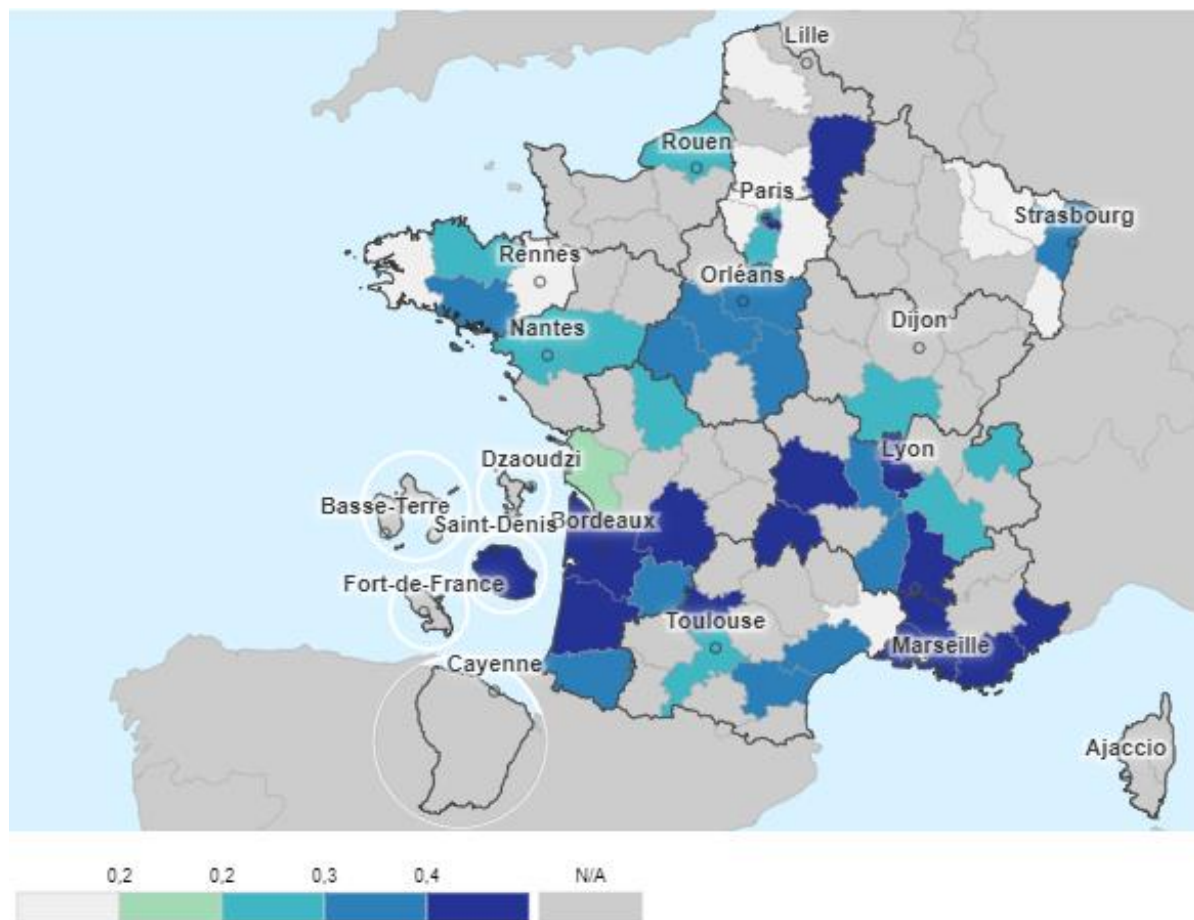 Lille
Rouen
Paris
Strasbourg
Rennes
Orléans
Nantes
Dijon
Lyon
Dzaoudzi
Basse-Terre
Saint-Denis
Bordeaux
Fort-de-France
Toulouse
Marseille
Cayenne
Ajaccio
0,2 0,2 0,3 0,4 N/A